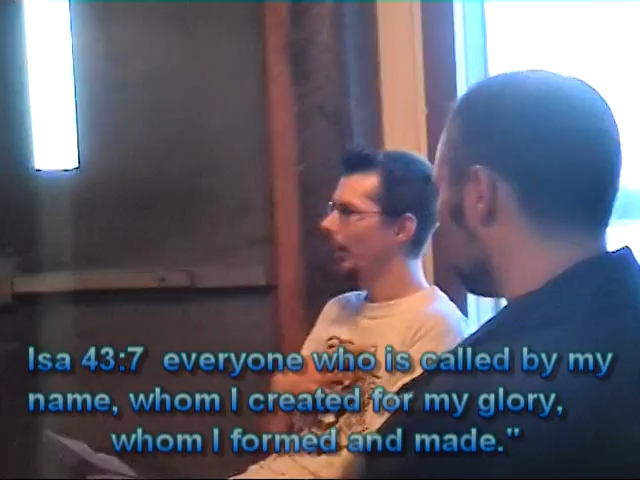 Isa 43:7 everyone who is called by my
name, whom I created for my glory,
whom I formed and made."